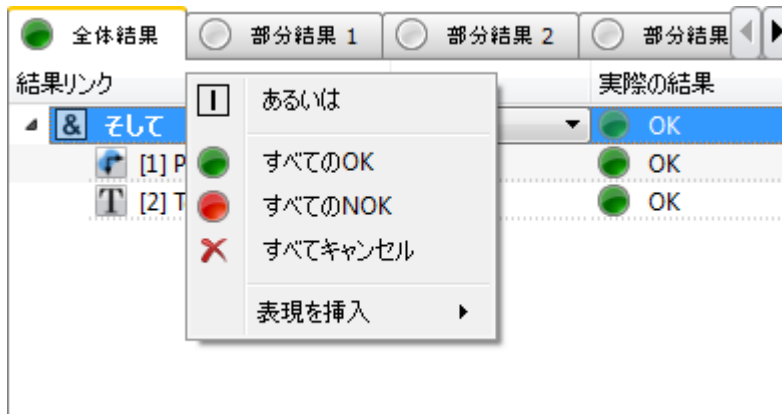 全体結果 部分結果 1 部分結果 2 部分結果
結果リンク 実際の結果
& そして OK
[1] P OK
[2] T OK
あるいは
すべてのOK
すべてのNOK
すべてキャンセル
表現を挿入